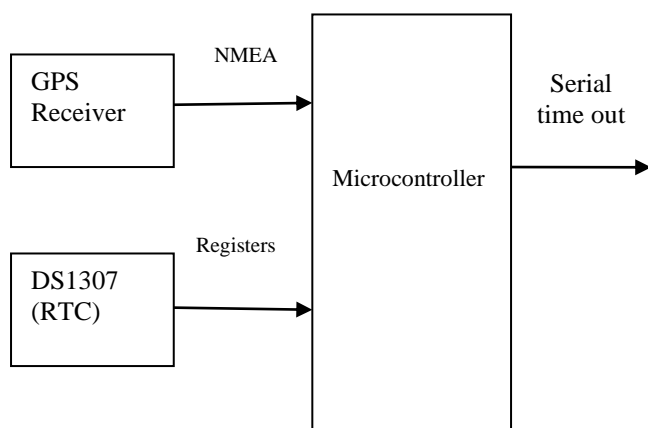 NMEA
GPS
Receiver
Serial
time out
Microcontroller
Registers
DS1307
(RTC)